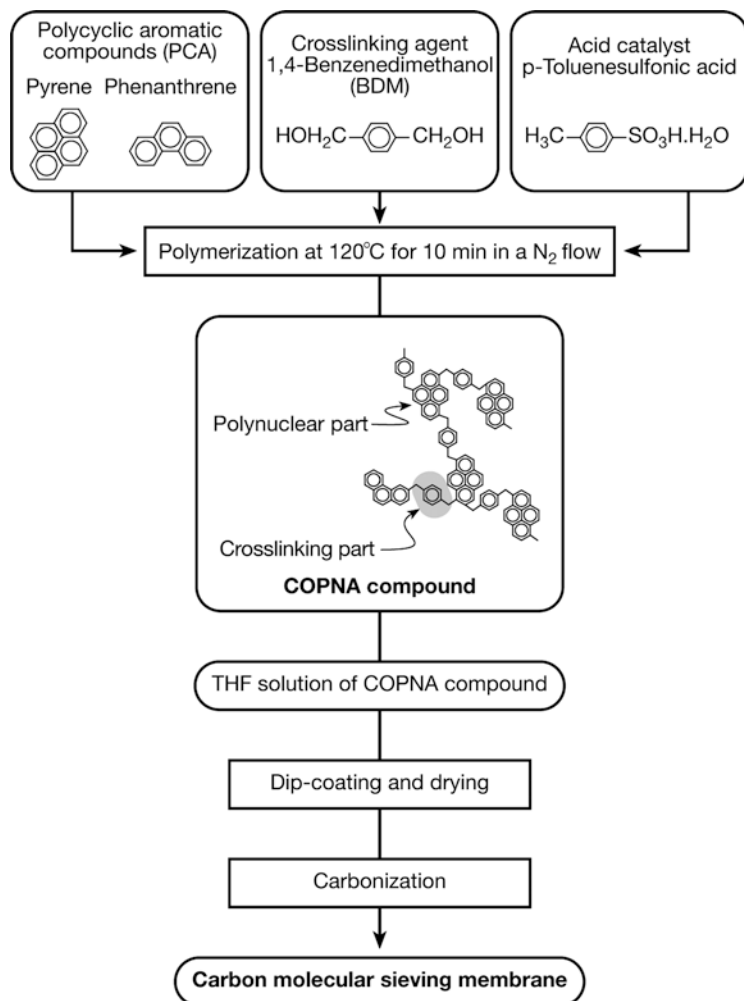 Polycyclic aromatic
compounds (PCA)
Pyrene Phenanthrene
Crosslinking agent
1,4-Benzenedimethanol
(BDM)
HOH₂C CH₂OH
Acid catalyst
p-Toluenesulfonic acid
H₃C SO₃H.H₂O
Polymerization at 120°C for 10 min in a N₂ flow
Polynuclear part
Crosslinking part
COPNA compound
THF solution of COPNA compound
Dip-coating and drying
Carbonization
Carbon molecular sieving membrane